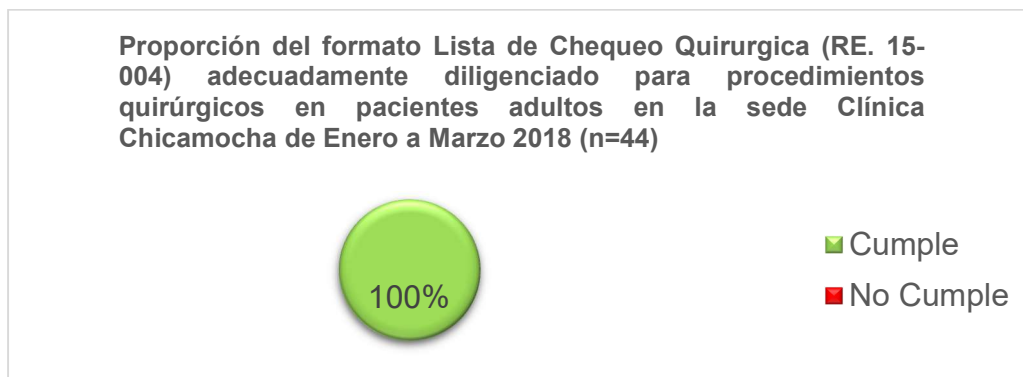 Proporción del formato Lista de Chequeo Quirurgica (RE. 15-
004) adecuadamente diligenciado para procedimientos
quirúrgicos en pacientes adultos en la sede Clínica
Chicamocha de Enero a Marzo 2018 (n=44)
100%
Cumple
No Cumple